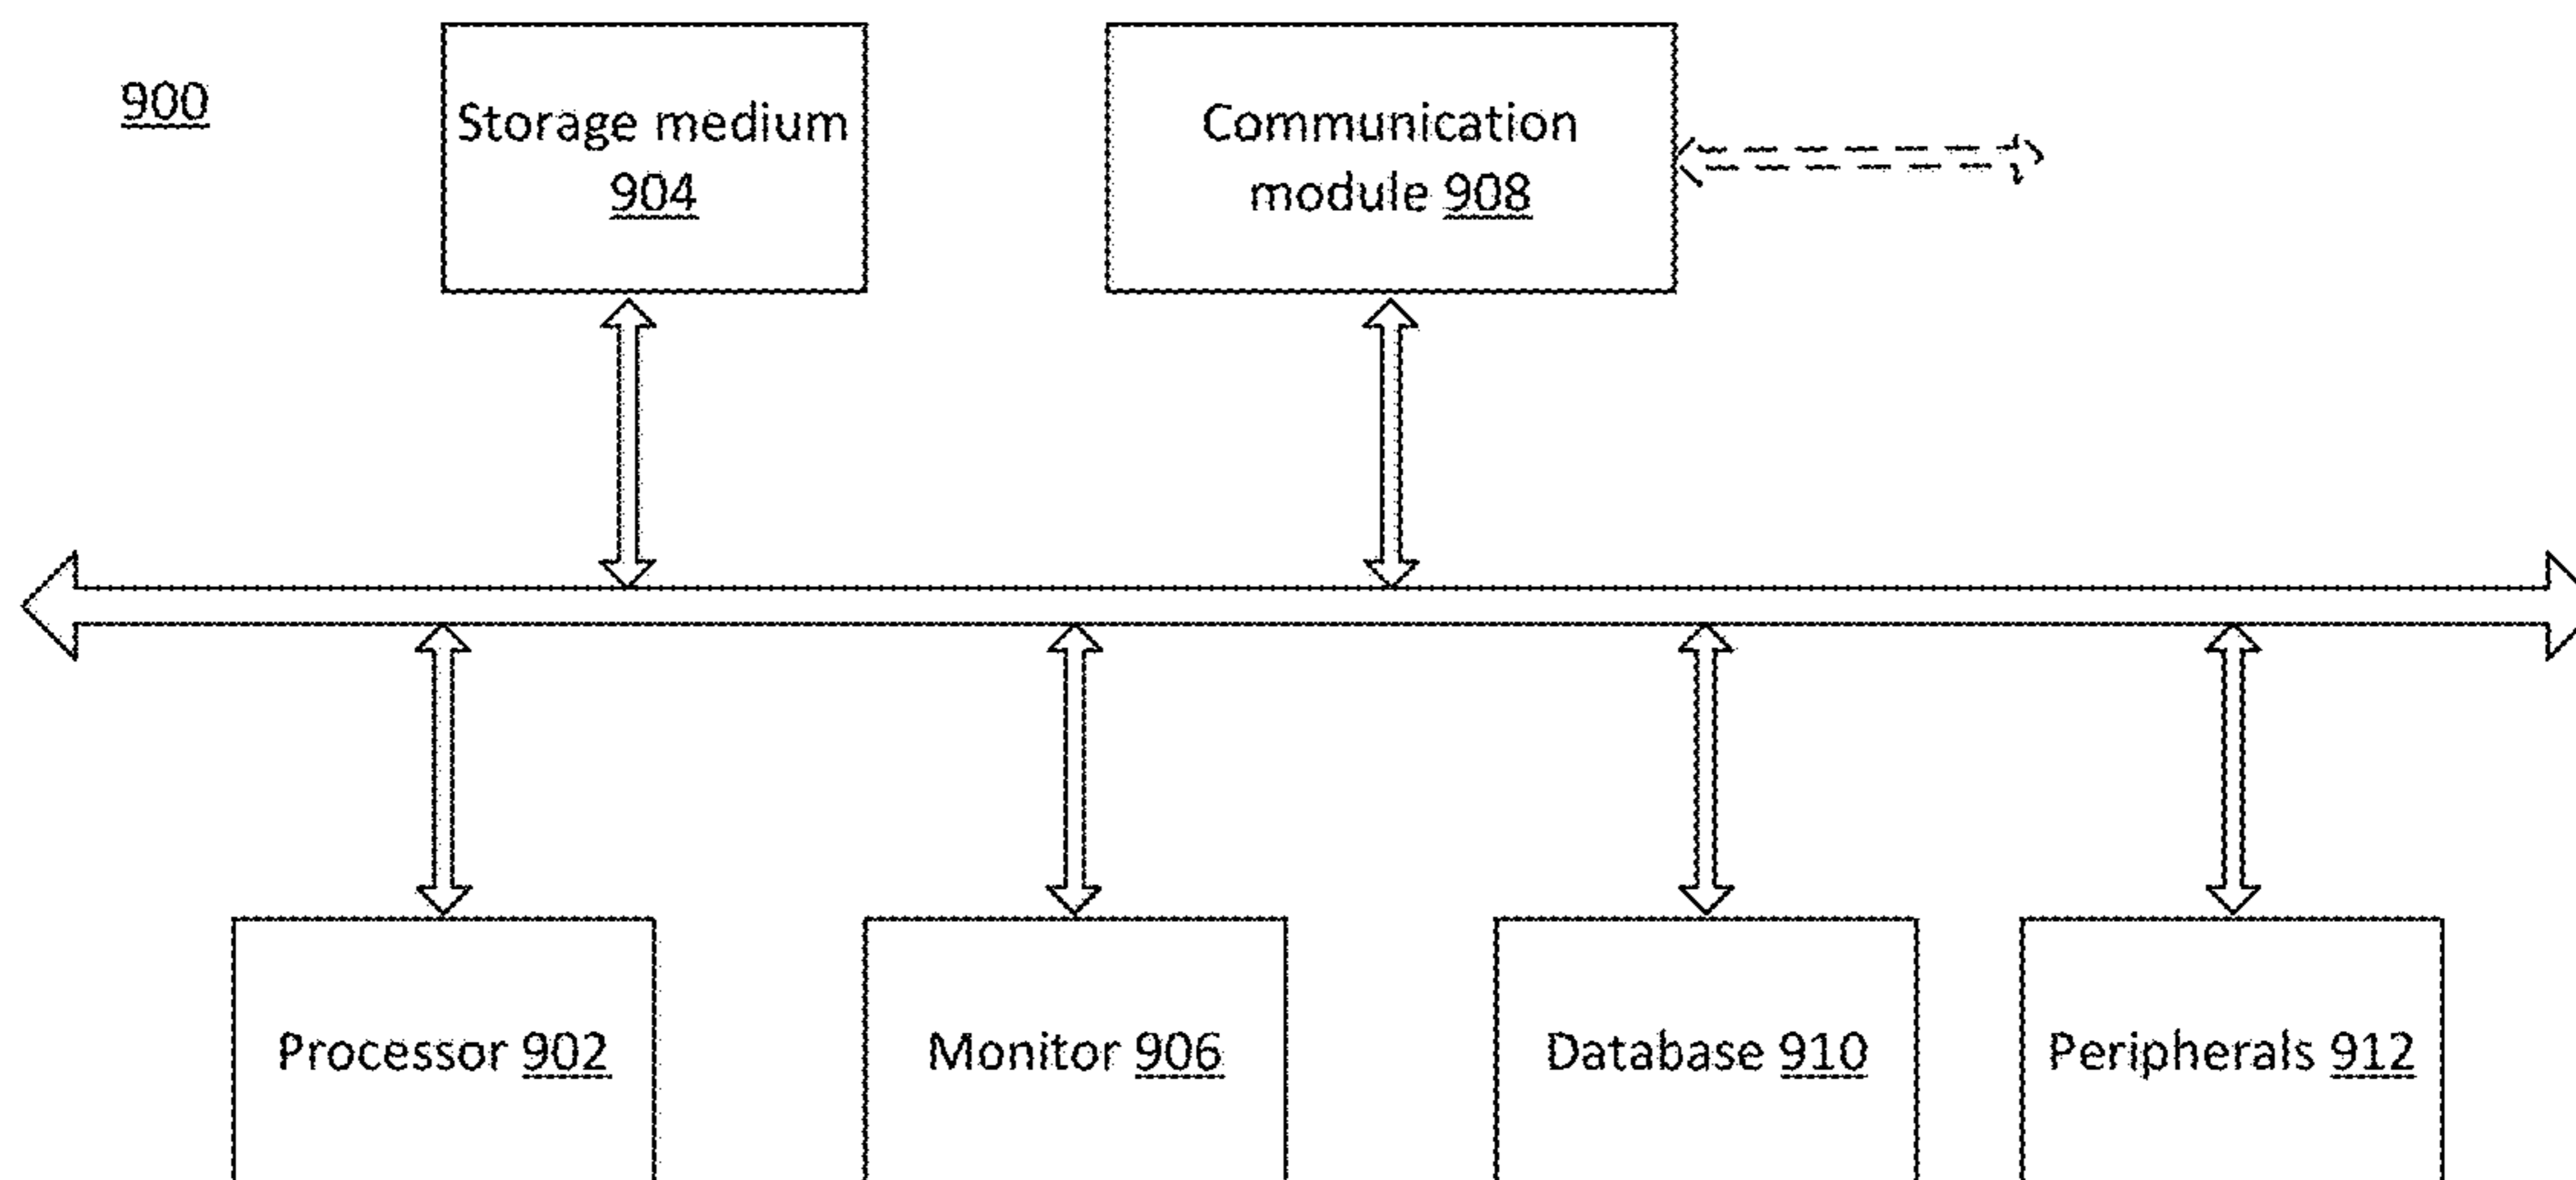 900
Storage medium
904
Communication
module 908
Processor 902
Monitor 906
Database 910
Peripherals 912